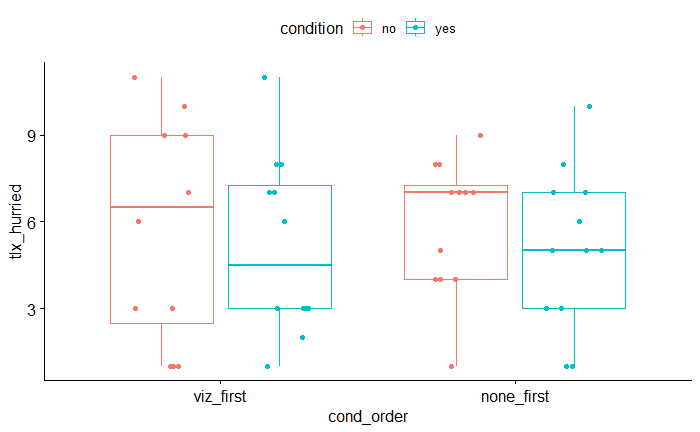 condition no yes
9
6
3
tlx_hurried
viz_first none_first
cond_order